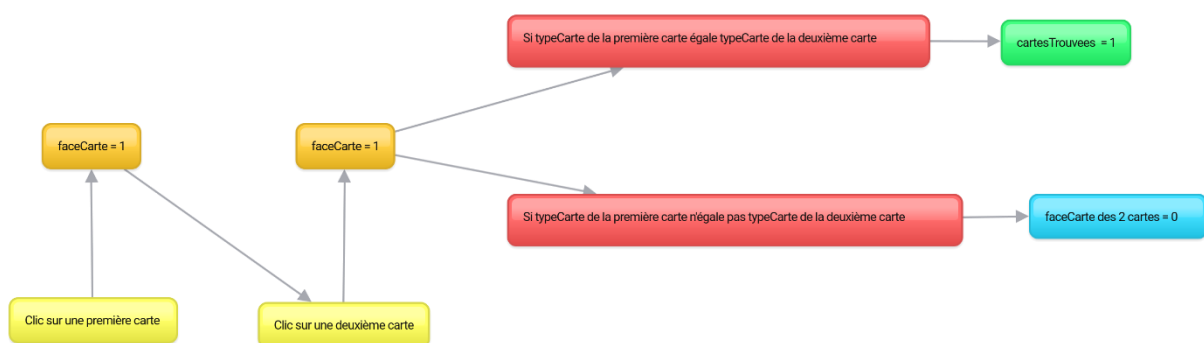 Si typeCarte de la première carte égale typeCarte de la deuxième carte
cartesTrouvees = 1
faceCarte = 1
faceCarte = 1
Si typeCarte de la première carte n'égale pas typeCarte de la deuxième carte
faceCarte des 2 cartes = 0
Clic sur une première carte
Clic sur une deuxième carte